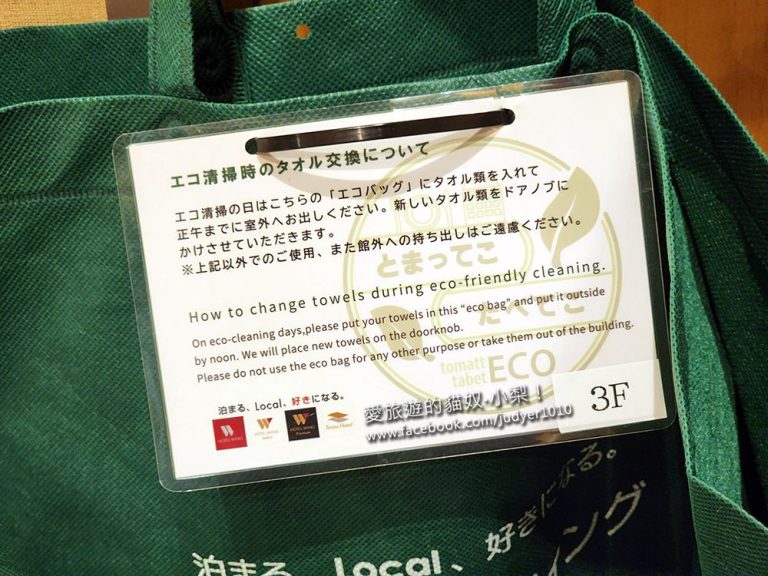 エコ清掃時のタオル交換について
エコ清掃の日はこちらの「エコバッグ」にタオル類を入れて
正午までに室外へお出しください。新しいタオル類をドアノブに
かけさせていただきます。
※上記以外でのご使用、また館外への持ち出しはご遠慮ください。
とまってこ
たべてこ
How to change towels during eco-friendly cleaning.
On eco-cleaning days,please put your towels in this “eco bag” and put it outside
by noon. We will place new towels on the doorknob.
Please do not use the eco bag for any other purpose or take them out of the building.
tomatt
tabet ECO
泊まる、Local、好きになる。
HOTEL WING
愛旅遊的貓奴‧小梨！
www.facebook.com/judyer1010
3F
泊まる、Local、好きになる。